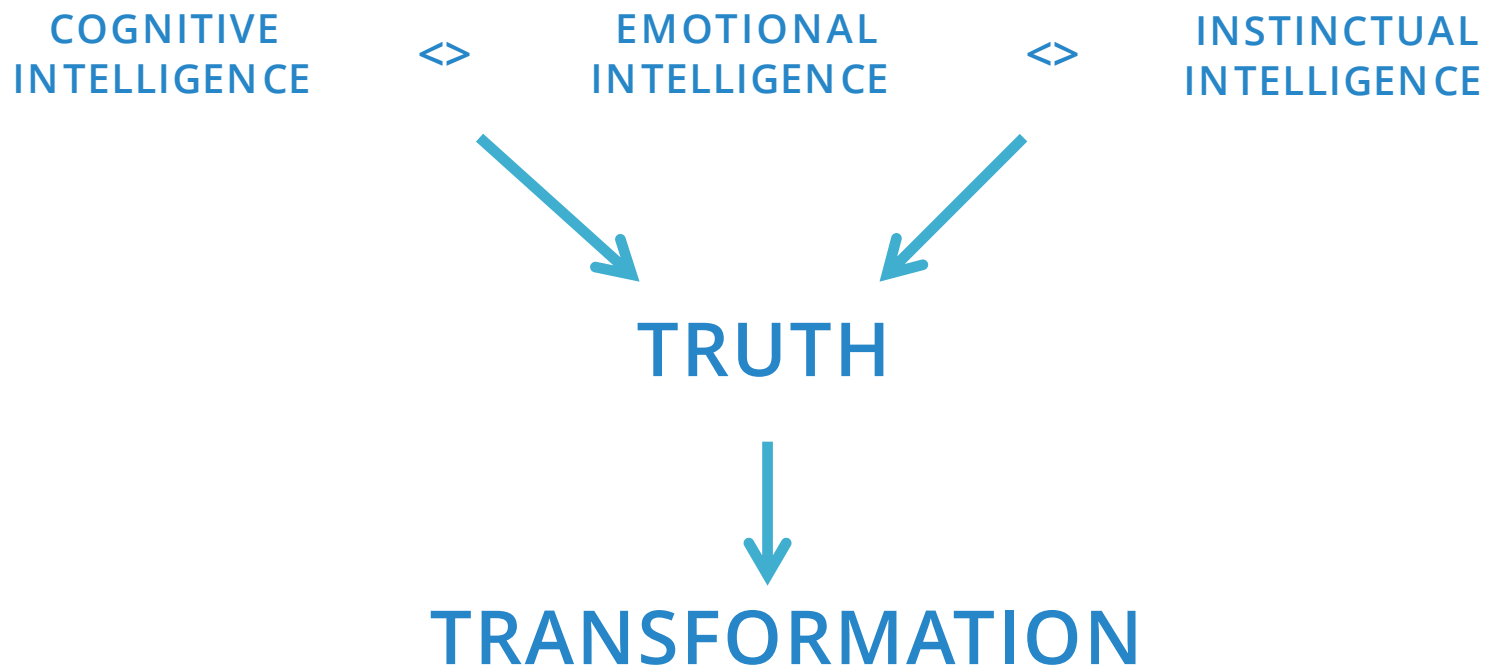 COGNITIVE
INTELLIGENCE
<>
EMOTIONAL
INTELLIGENCE
<>
INSTINCTUAL
INTELLIGENCE
TRUTH
TRANSFORMATION